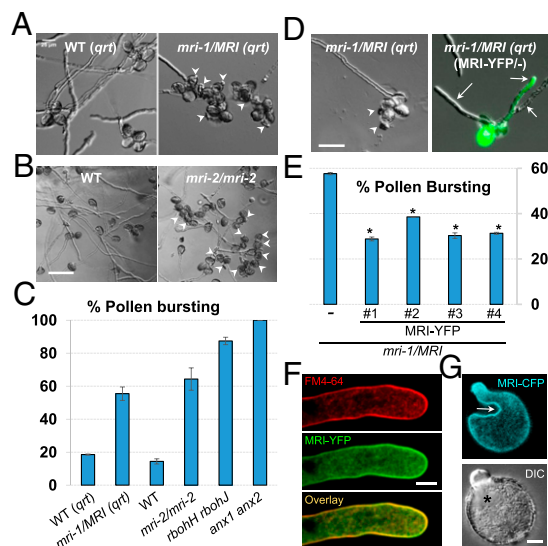 A
25 µm
WT (qrt)
mri-1/MRI (qrt)
B
WT
mri-2/mri-2
C
% Pollen bursting
100
80
60
40
20
0
WT (qrt)
mri-1/MRI (qrt)
WT
mri-2/mri-2
rbohH rbohJ
anx1 anx2
D
mri-1/MRI (qrt)
mri-1/MRI (qrt)
(MRI-YFP/-)
E
% Pollen Bursting
60
40
20
0
*
*
*
*
- #1 #2 #3 #4
MRI-YFP
mri-1/MRI
F
FM4-64
MRI-YFP
Overlay
G
MRI-CFP
DIC
*